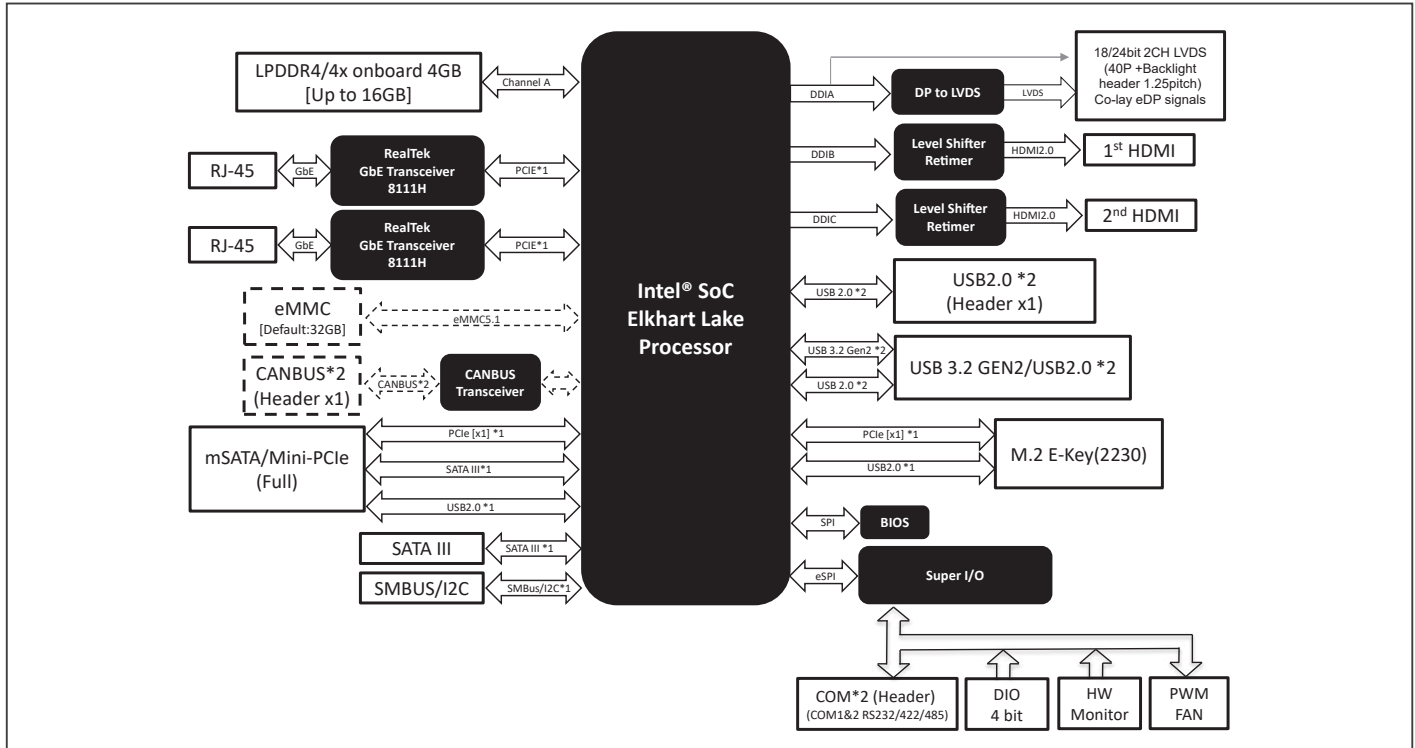 LPDDR4/4x onboard 4GB
[Up to 16GB]
Channel A
RJ-45
GbE
RealTek
GbE Transceiver
8111H
PCIE*1
RJ-45
GbE
RealTek
GbE Transceiver
8111H
PCIE*1
eMMC
[Default:32GB]
eMMC5.1
CANBUS*2
(Header x1)
CANBUS*2
CANBUS
Transceiver
mSATA/Mini-PCIe
(Full)
PCIe [x1] *1
SATA III*1
USB2.0 *1
SATA III
SATA III *1
SMBUS/I2C
SMBus/I2C*1
Intel® SoC
Elkhart Lake
Processor
DDIA
DP to LVDS
LVDS
18/24bit 2CH LVDS
(40P +Backlight
header 1.25pitch)
Co-lay eDP signals
DDIB
Level Shifter
Retimer
HDMI2.0
1st HDMI
DDIC
Level Shifter
Retimer
HDMI2.0
2nd HDMI
USB 2.0 *2
USB2.0 *2
(Header x1)
USB 3.2 Gen2 *2
USB 2.0 *2
USB 3.2 GEN2/USB2.0 *2
PCIe [x1] *1
USB2.0 *1
M.2 E-Key(2230)
SPI
BIOS
eSPI
Super I/O
COM*2 (Header)
(COM1&2 RS232/422/485)
DIO
4 bit
HW
Monitor
PWM
FAN